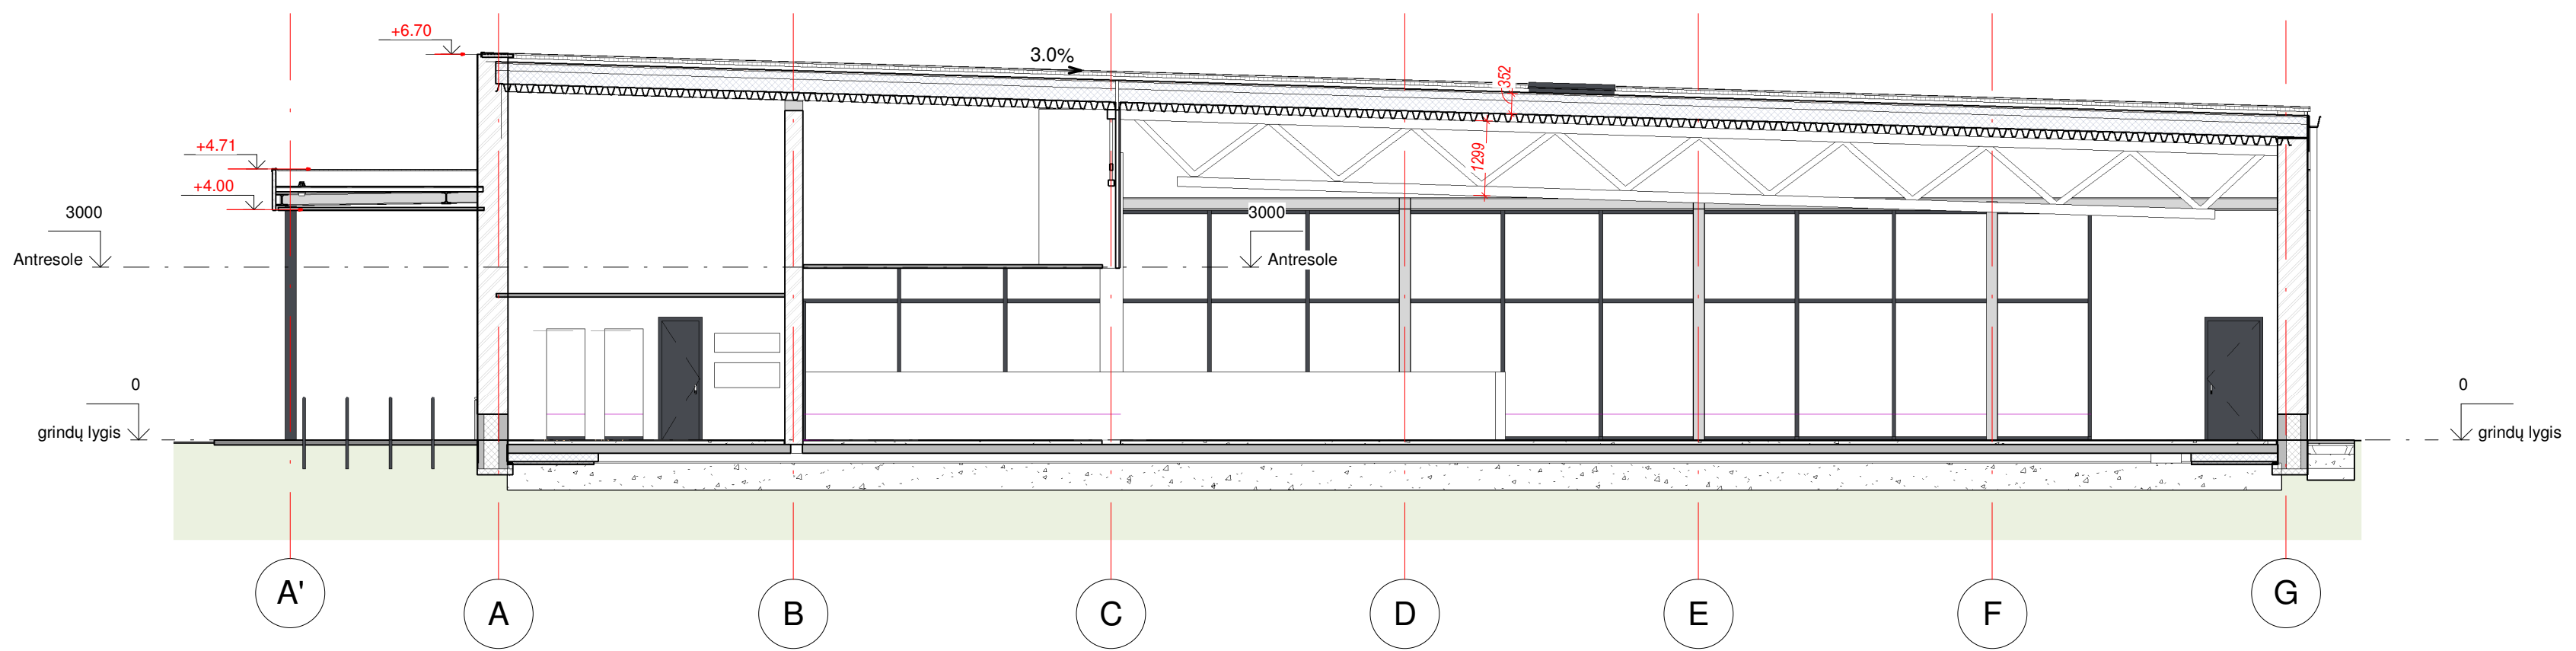 +6.70
3.0%
352
+4.71
1299
+4.00
3000
3000
Antresole
Antresole
0
0
grindų lygis
grindų lygis
A'
A
B
C
D
E
F
G